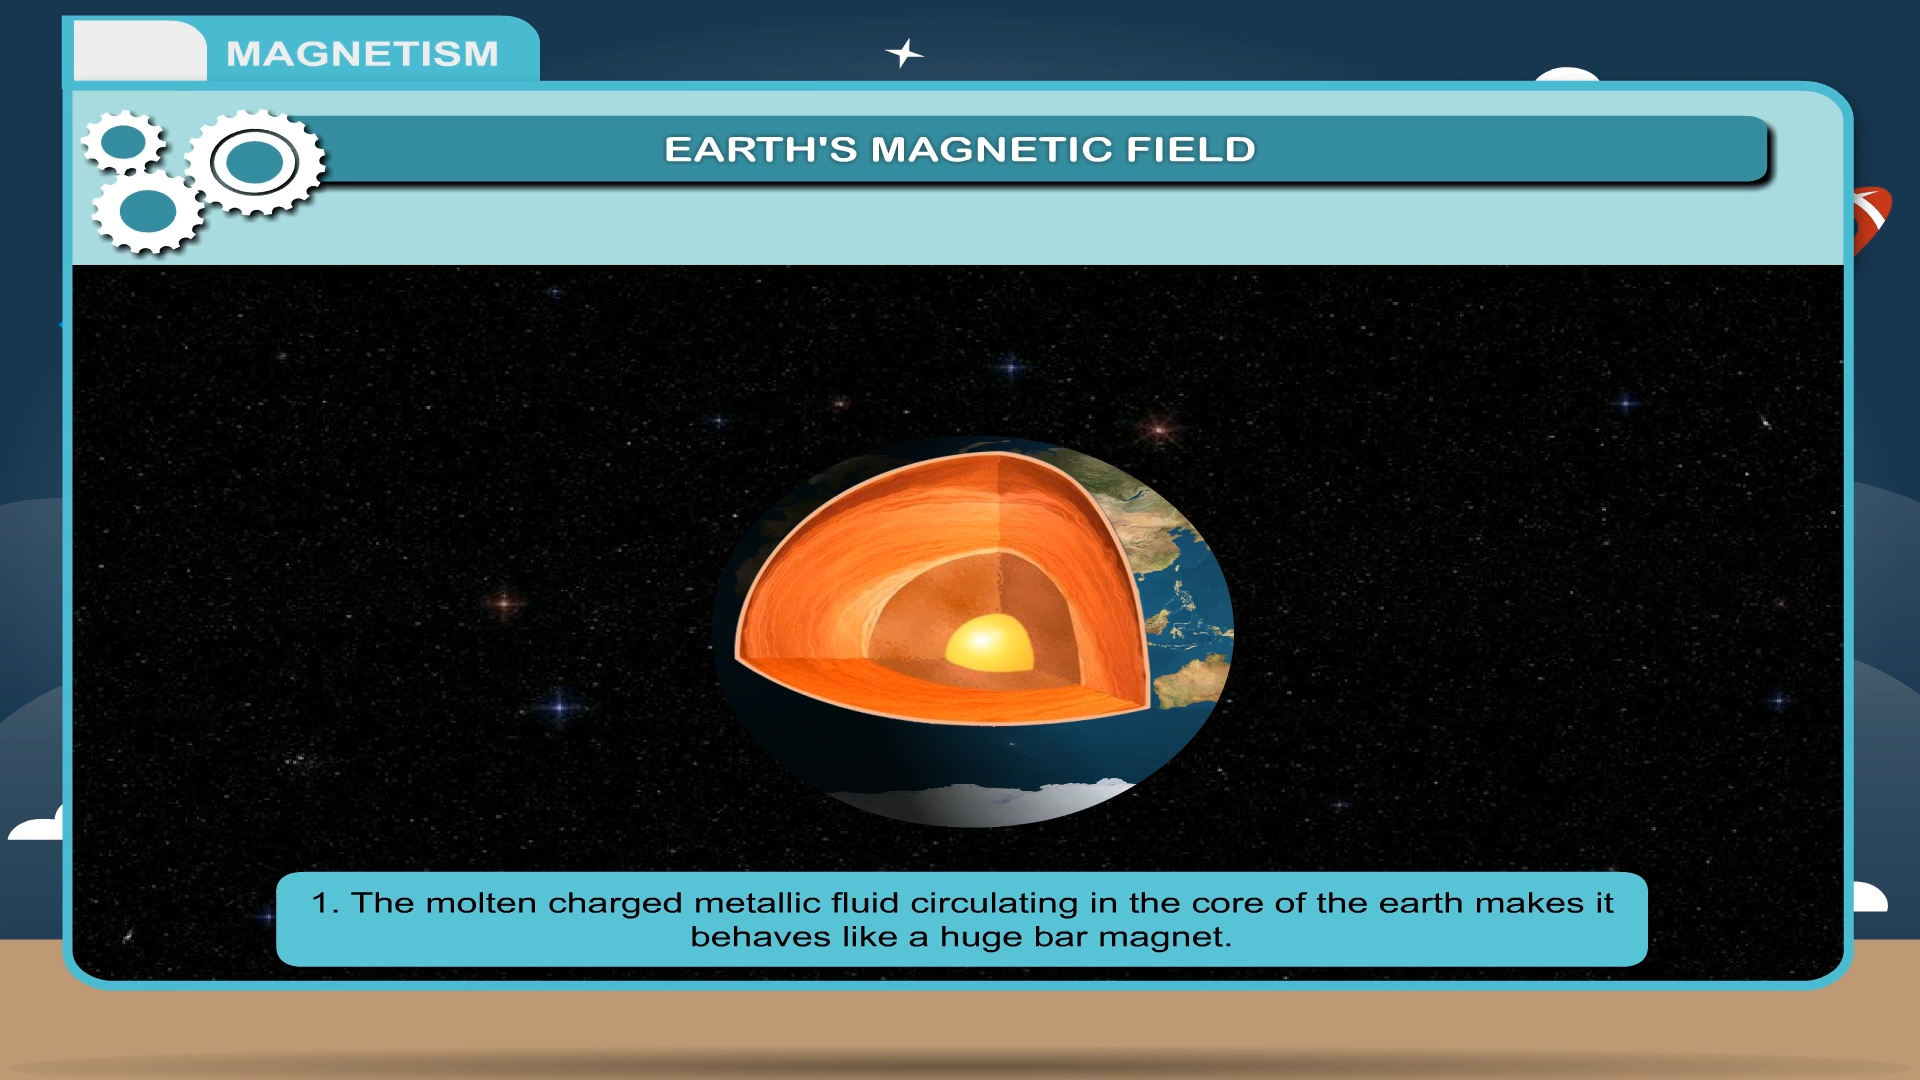 MAGNETISM
EARTH'S MAGNETIC FIELD
1. The molten charged metallic fluid circulating in the core of the earth makes it
behaves like a huge bar magnet.